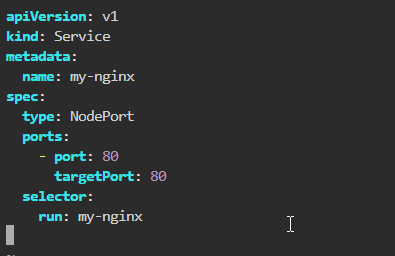 apiVersion: v1
kind: Service
metadata:
  name: my-nginx
spec:
  type: NodePort
  ports:
    - port: 80
      targetPort: 80
  selector:
    run: my-nginx